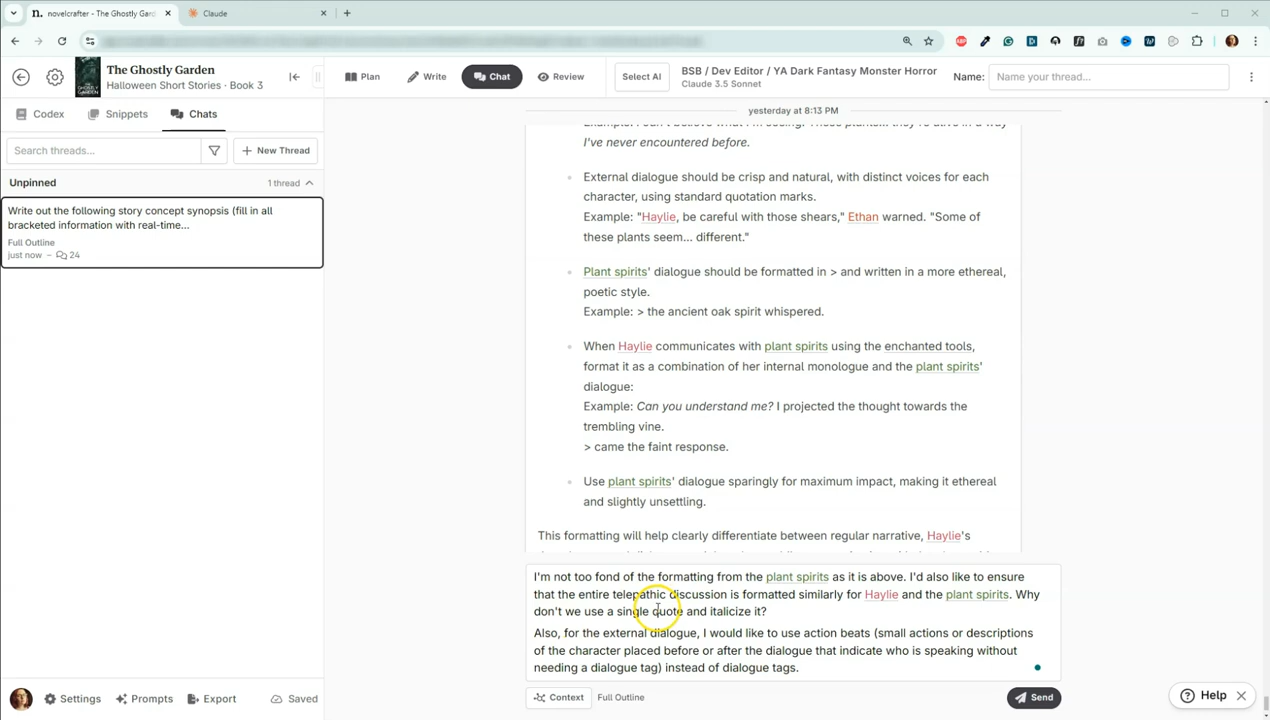 n. novelcrafter - The Ghostly Gard
Claude
The Ghostly Garden
Halloween Short Stories · Book 3
Plan
Write
Chat
Review
Select AI
BSB / Dev Editor / YA Dark Fantasy Monster Horror
Claude 3.5 Sonnet
Name:
Name your thread...
Codex
Snippets
Chats
Search threads...
New Thread
Unpinned
1 thread
Write out the following story concept synopsis (fill in all
bracketed information with real-time...
Full Outline
just now – 24
yesterday at 8:13 PM
Example: I can't believe what I'm seeing. These plants... they're alive in a way
I've never encountered before.
External dialogue should be crisp and natural, with distinct voices for each
character, using standard quotation marks.
Example: "Haylie, be careful with those shears," Ethan warned. "Some of
these plants seem... different."
Plant spirits' dialogue should be formatted in > and written in a more ethereal,
poetic style.
Example: > the ancient oak spirit whispered.
When Haylie communicates with plant spirits using the enchanted tools,
format it as a combination of her internal monologue and the plant spirits'
dialogue:
Example: Can you understand me? I projected the thought towards the
trembling vine.
> came the faint response.
Use plant spirits' dialogue sparingly for maximum impact, making it ethereal
and slightly unsettling.
This formatting will help clearly differentiate between regular narrative, Haylie's
I'm not too fond of the formatting from the plant spirits as it is above. I'd also like to ensure
that the entire telepathic discussion is formatted similarly for Haylie and the plant spirits. Why
don't we use a single quote and italicize it?
Also, for the external dialogue, I would like to use action beats (small actions or descriptions
of the character placed before or after the dialogue that indicate who is speaking without
needing a dialogue tag) instead of dialogue tags.
Context
Full Outline
Send
Settings
Prompts
Export
Saved
Help